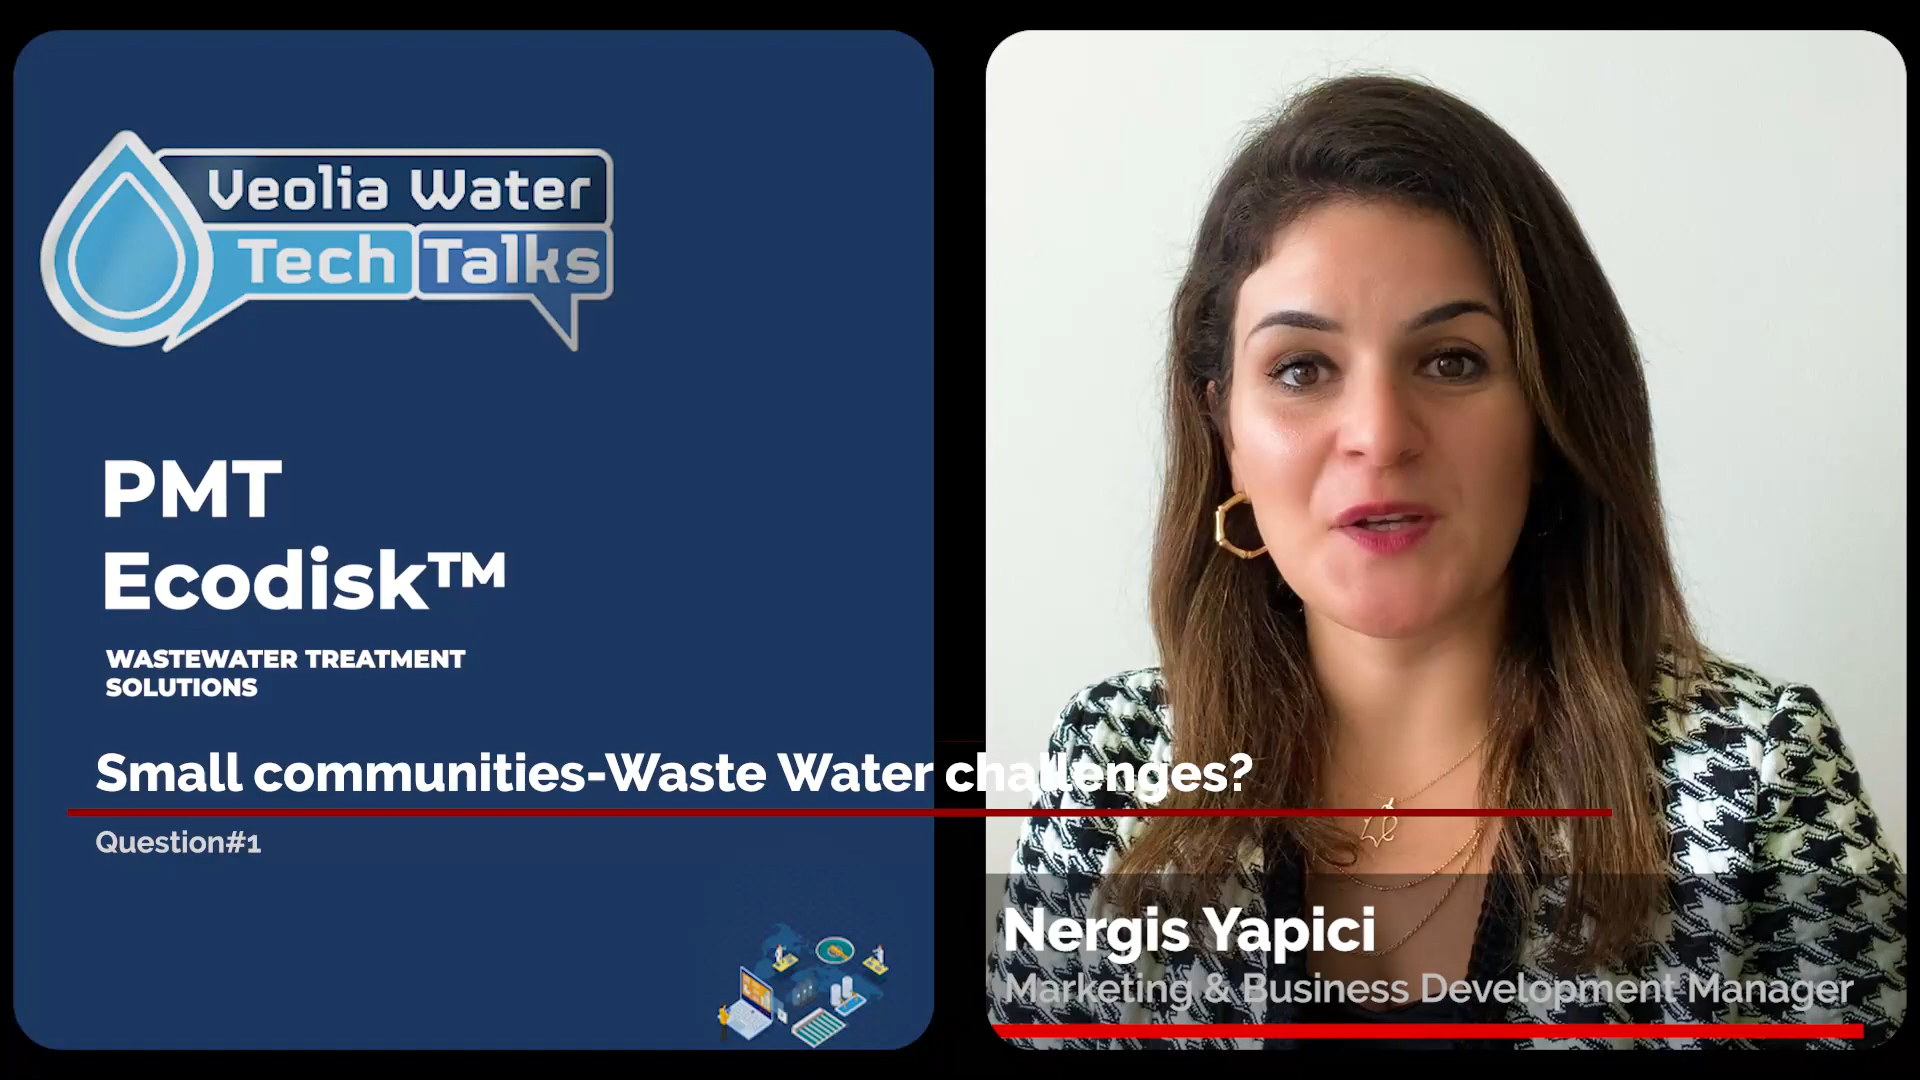 Veolia Water
Tech Talks
PMT
Ecodisk™
WASTEWATER TREATMENT
SOLUTIONS
Small communities-Waste Water challenges?
Question#1
Nergis Yapici
Marketing & Business Development Manager